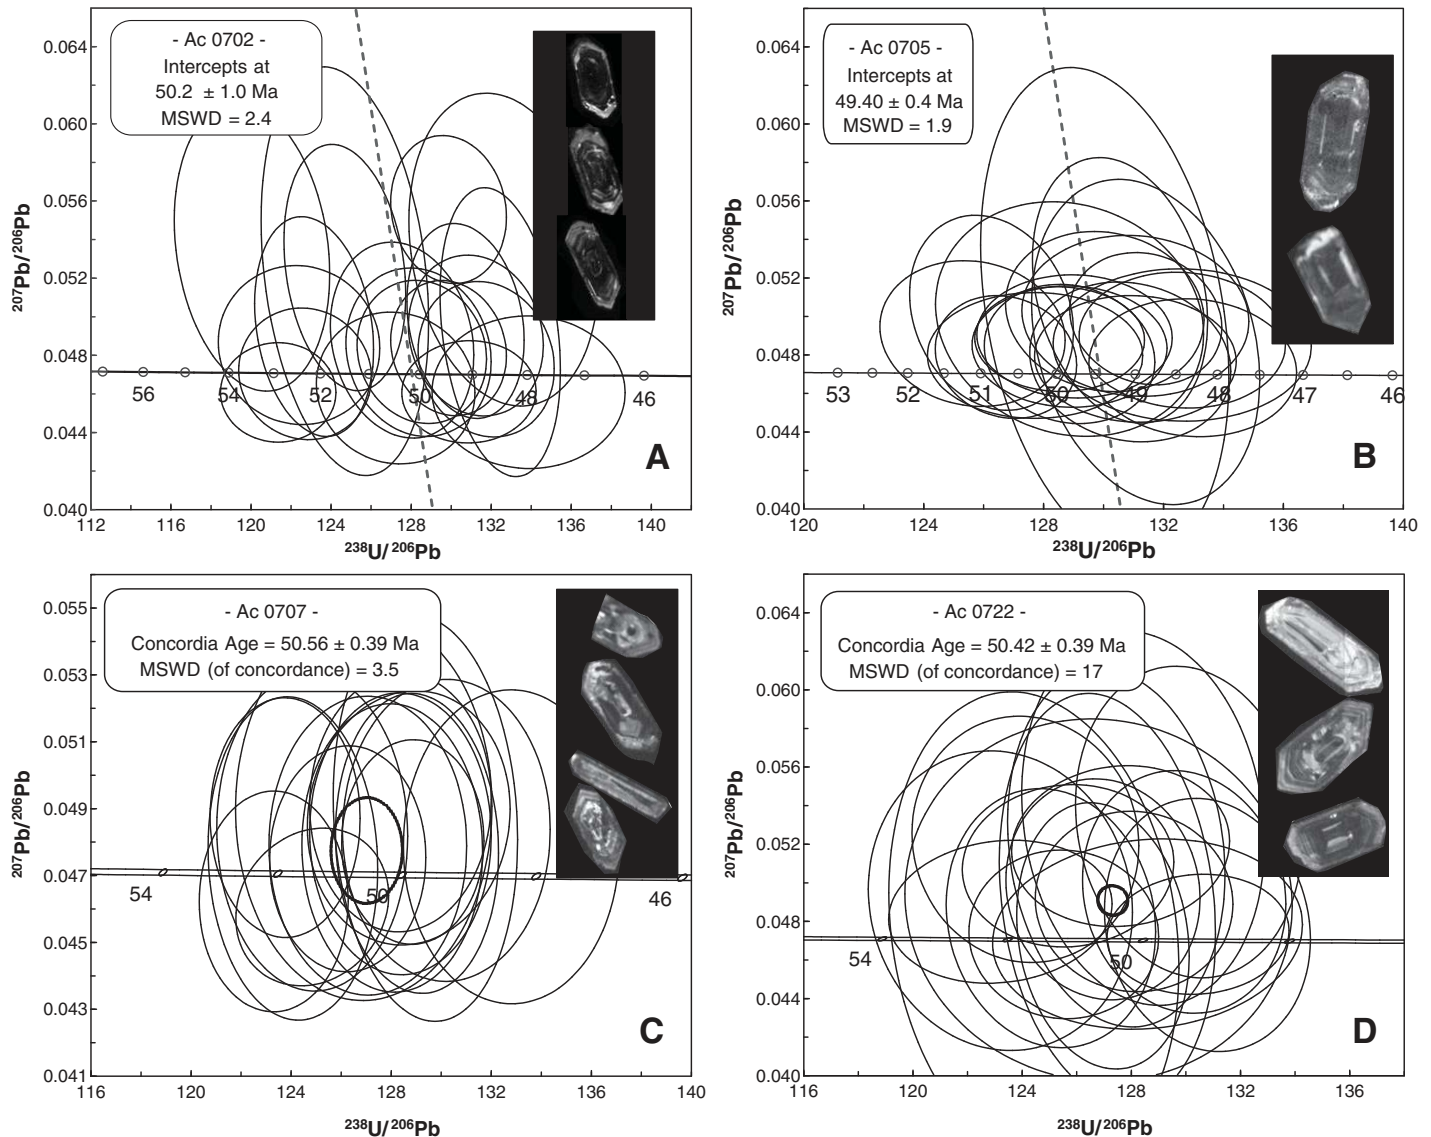 - Ac 0702 -
Intercepts at
50.2 ± 1.0 Ma
MSWD = 2.4
0.064
0.060
0.056
0.052
0.048
0.044
0.040
207Pb/206Pb
56
54
52
50
48
46
A
112
116
120
124
128
132
136
140
238U/206Pb
- Ac 0705 -
Intercepts at
49.40 ± 0.4 Ma
MSWD = 1.9
0.064
0.060
0.056
0.052
0.048
0.044
0.040
207Pb/206Pb
53
52
51
50
49
48
47
46
B
120
124
128
132
136
140
238U/206Pb
- Ac 0707 -
Concordia Age = 50.56 ± 0.39 Ma
MSWD (of concordance) = 3.5
0.055
0.053
0.051
0.049
0.047
0.045
0.043
0.041
207Pb/206Pb
54
50
46
C
116
120
124
128
132
136
140
238U/206Pb
- Ac 0722 -
Concordia Age = 50.42 ± 0.39 Ma
MSWD (of concordance) = 17
0.064
0.060
0.056
0.052
0.048
0.044
0.040
207Pb/206Pb
54
50
D
116
120
124
128
132
136
238U/206Pb